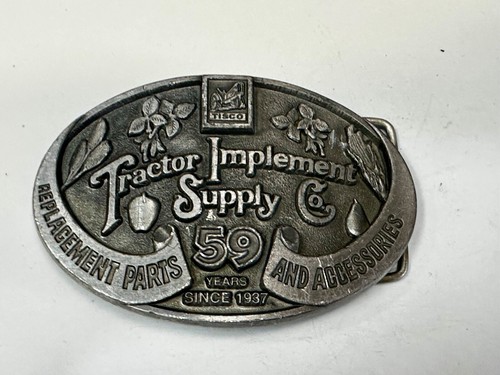 TISCO
Tractor Implement
Supply Co.
REPLACEMENT PARTS
59
AND ACCESSORIES
YEARS
SINCE 1937